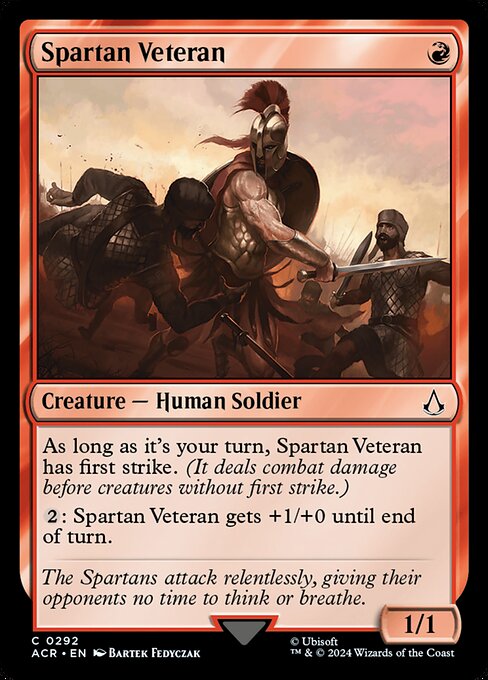 Spartan Veteran
Creature — Human Soldier
As long as it's your turn, Spartan Veteran
has first strike. (It deals combat damage
before creatures without first strike.)
2: Spartan Veteran gets +1/+0 until end
of turn.
The Spartans attack relentlessly, giving their
opponents no time to think or breathe.
1/1
C 0292
ACR • EN Bartek Fedyczak
© Ubisoft
™ & © 2024 Wizards of the Coast